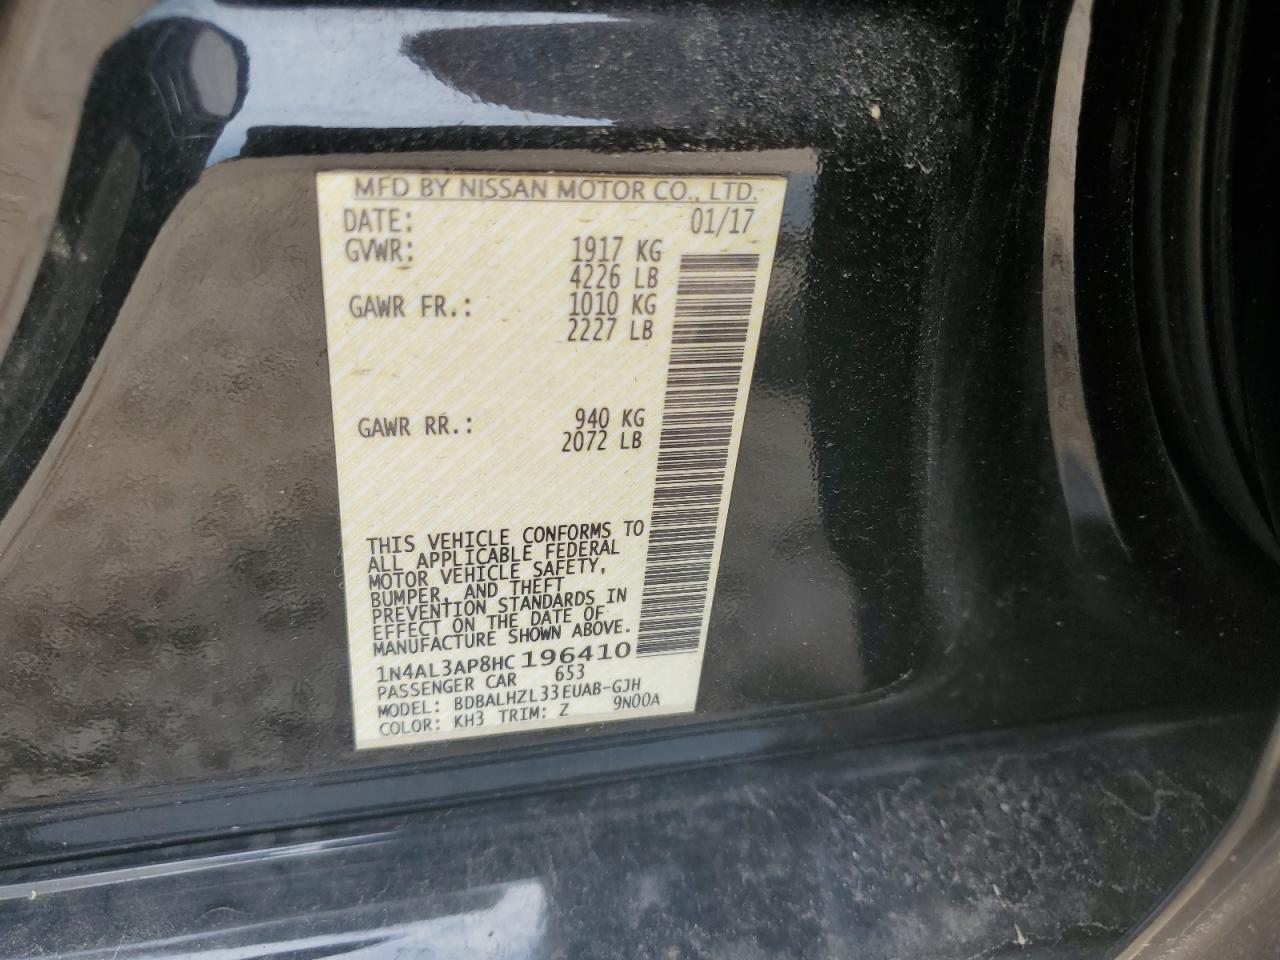 MFD BY NISSAN MOTOR CO., LTD.
DATE: 01/17
GVWR: 1917 KG
4226 LB
GAWR FR.: 1010 KG
2227 LB
GAWR RR.: 940 KG
2072 LB
THIS VEHICLE CONFORMS TO
ALL APPLICABLE FEDERAL
MOTOR VEHICLE SAFETY,
BUMPER, AND THEFT
PREVENTION STANDARDS IN
EFFECT ON THE DATE OF
MANUFACTURE SHOWN ABOVE.
1N4AL3AP8HC196410
PASSENGER CAR 653
MODEL: BDBALHZL33EUAB-GJH
COLOR: KH3 TRIM: Z 9N00A